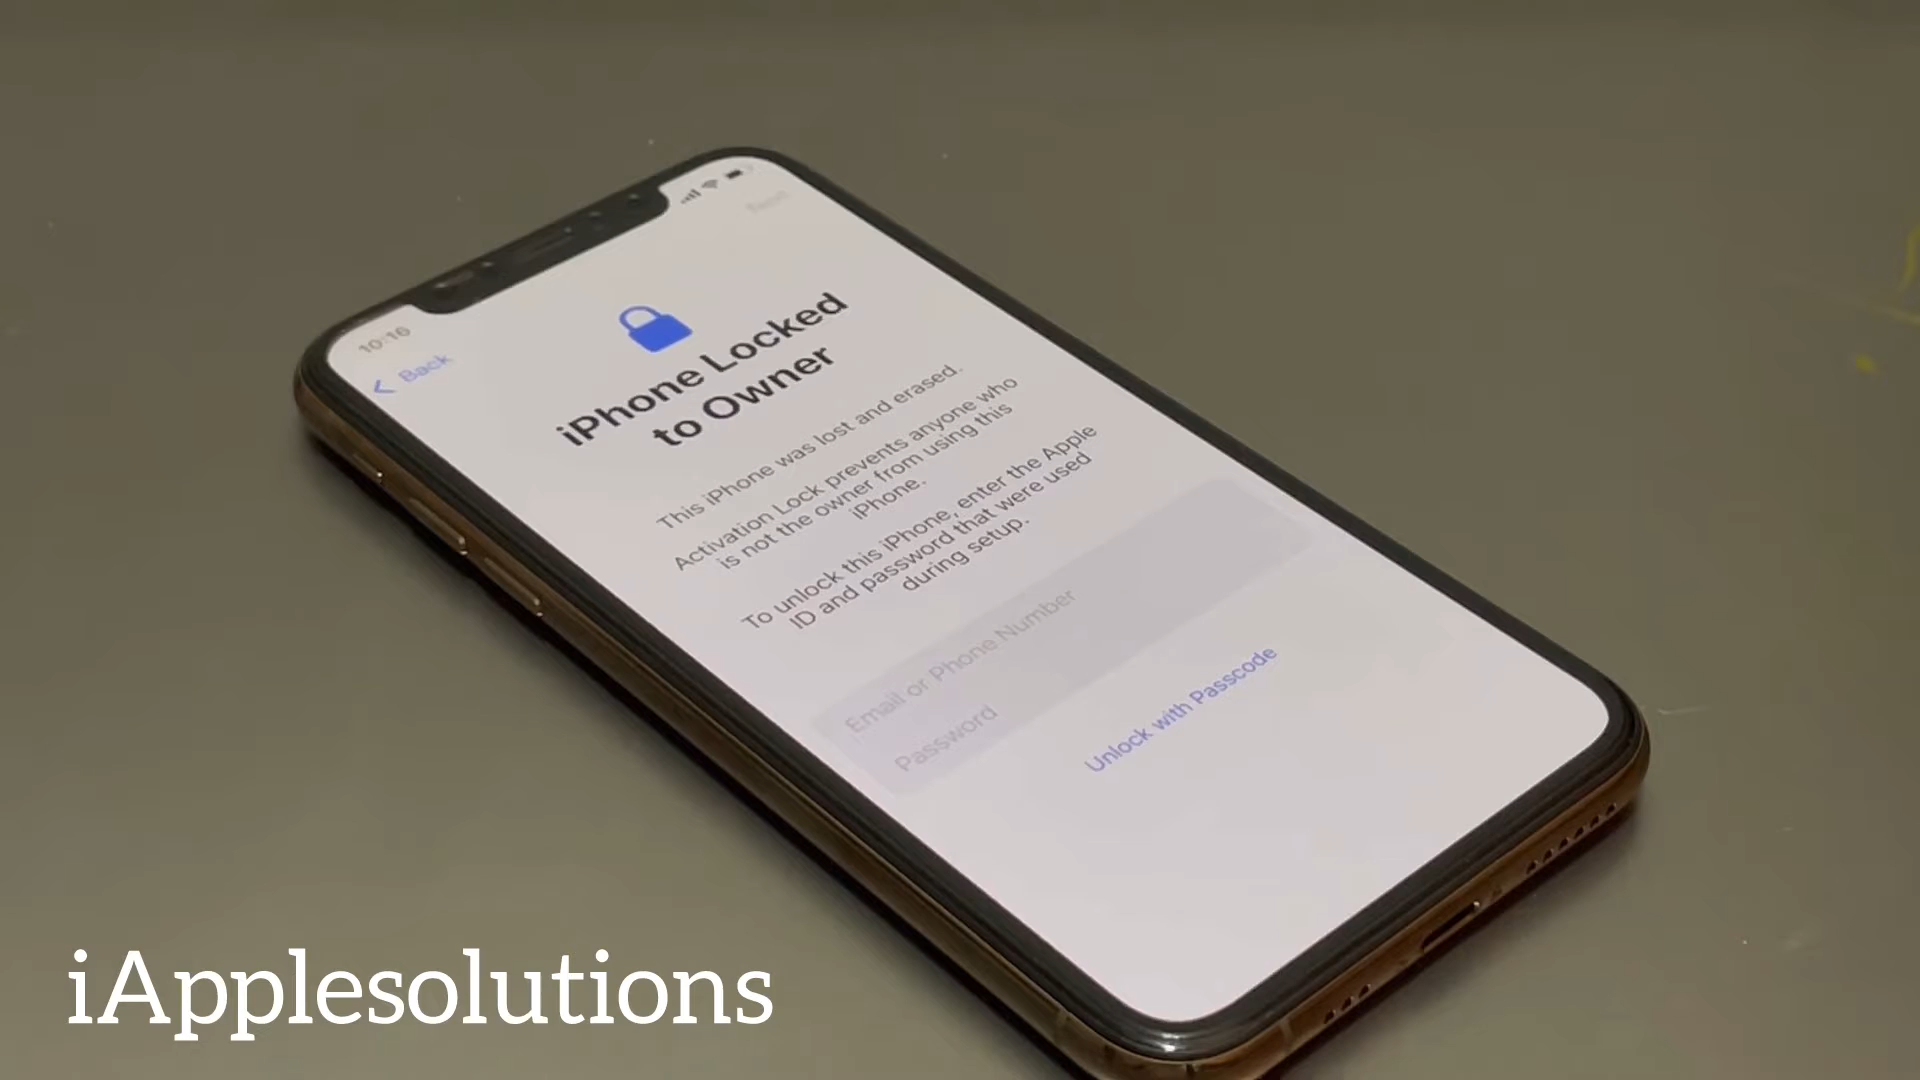 10:16
Back
Next
iPhone Locked
to Owner
This iPhone was lost and erased.
Activation Lock prevents anyone who
is not the owner from using this
iPhone.
To unlock this iPhone, enter the Apple
ID and password that were used
during setup.
Email or Phone Number
Password
Unlock with Passcode
iApplesolutions